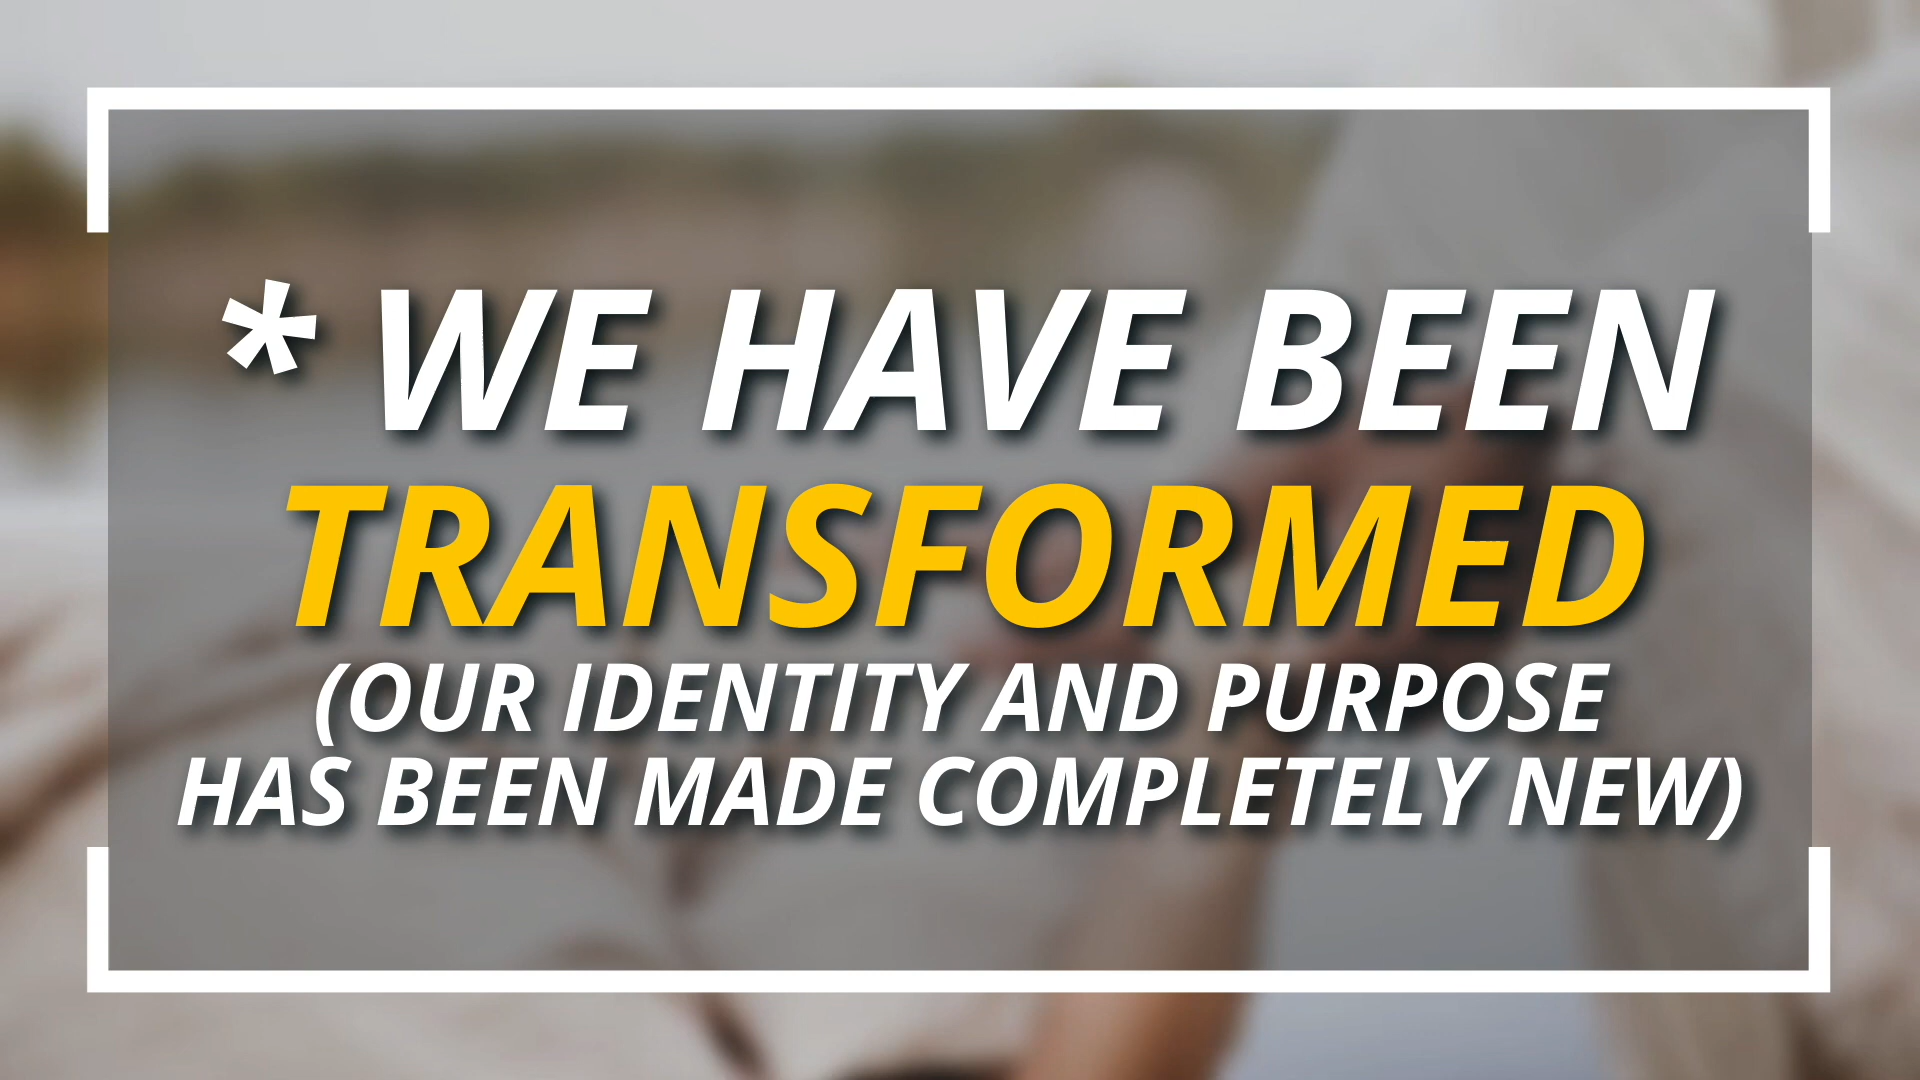 * WE HAVE BEEN
TRANSFORMED
(OUR IDENTITY AND PURPOSE
HAS BEEN MADE COMPLETELY NEW)